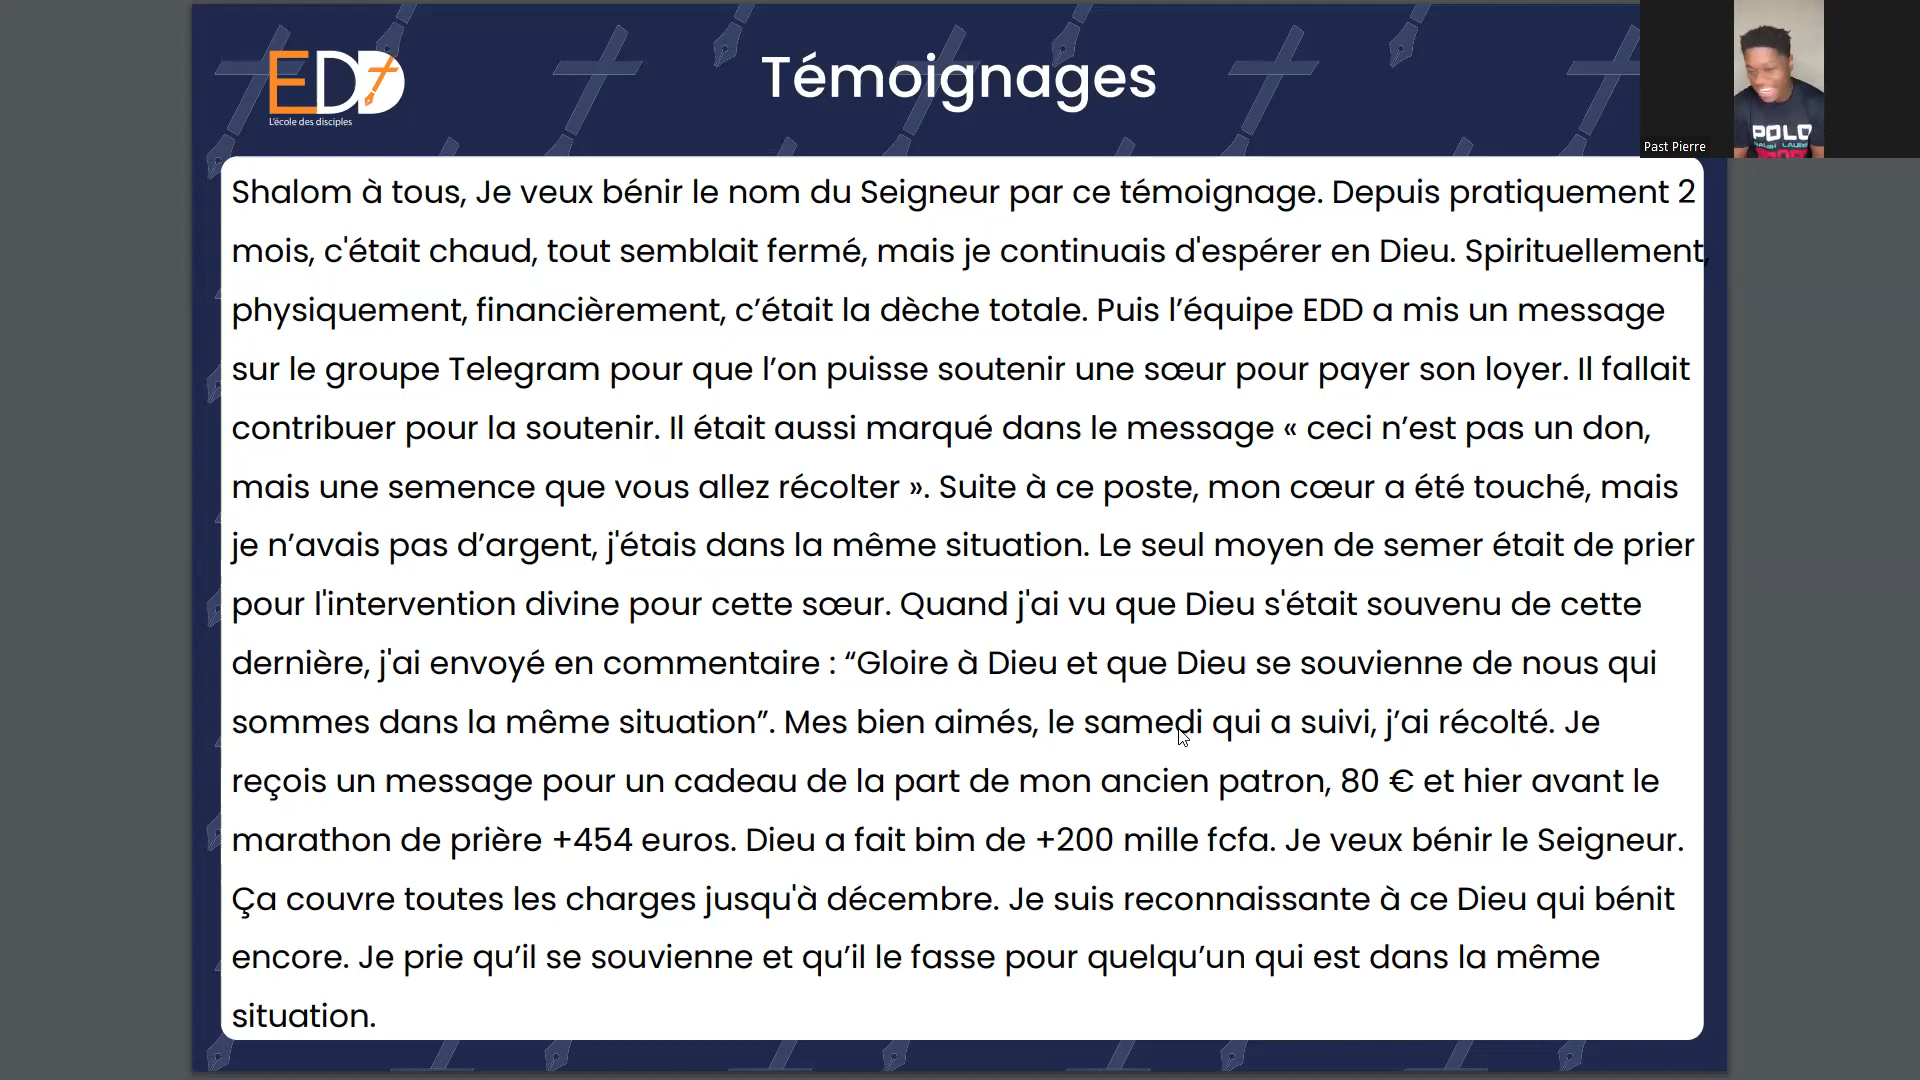 EDD
L'école des disciples
Témoignages
Past Pierre
POLO
Shalom à tous, Je veux bénir le nom du Seigneur par ce témoignage. Depuis pratiquement 2
mois, c'était chaud, tout semblait fermé, mais je continuais d'espérer en Dieu. Spirituellement,
physiquement, financièrement, c’était la dèche totale. Puis l’équipe EDD a mis un message
sur le groupe Telegram pour que l’on puisse soutenir une sœur pour payer son loyer. Il fallait
contribuer pour la soutenir. Il était aussi marqué dans le message « ceci n’est pas un don,
mais une semence que vous allez récolter ». Suite à ce poste, mon cœur a été touché, mais
je n’avais pas d’argent, j'étais dans la même situation. Le seul moyen de semer était de prier
pour l'intervention divine pour cette sœur. Quand j'ai vu que Dieu s'était souvenu de cette
dernière, j'ai envoyé en commentaire : “Gloire à Dieu et que Dieu se souvienne de nous qui
sommes dans la même situation”. Mes bien aimés, le samedi qui a suivi, j’ai récolté. Je
reçois un message pour un cadeau de la part de mon ancien patron, 80 € et hier avant le
marathon de prière +454 euros. Dieu a fait bim de +200 mille fcfa. Je veux bénir le Seigneur.
Ça couvre toutes les charges jusqu'à décembre. Je suis reconnaissante à ce Dieu qui bénit
encore. Je prie qu’il se souvienne et qu’il le fasse pour quelqu’un qui est dans la même
situation.